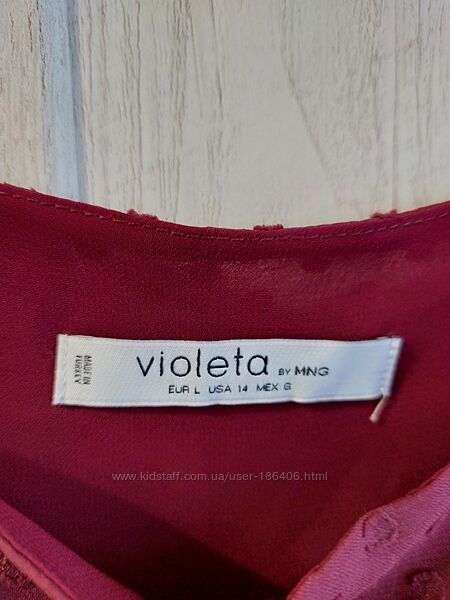 MADE IN
TURKEY
violeta BY MNG
EUR L USA 14 MEX G
www.kidstaff.com.ua/user-186406.html